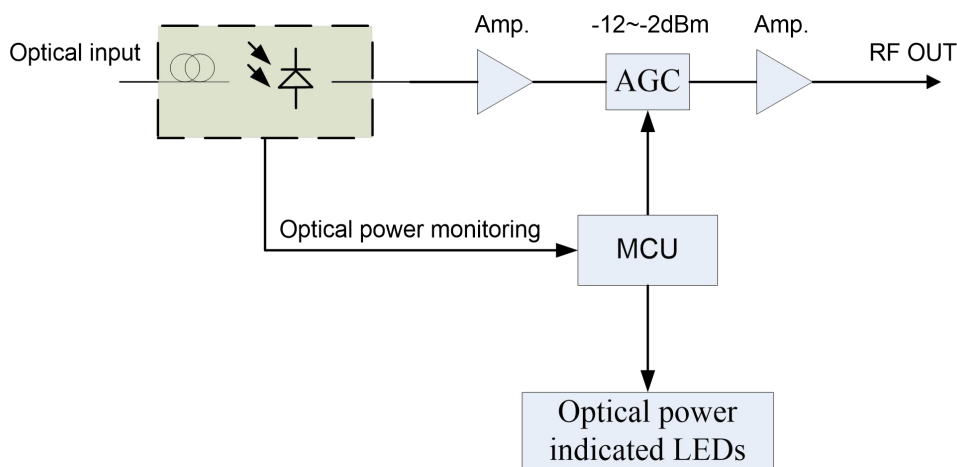 Amp.
-12~-2dBm
Amp.
Optical input
RF OUT
AGC
Optical power monitoring
MCU
Optical power
indicated LEDs